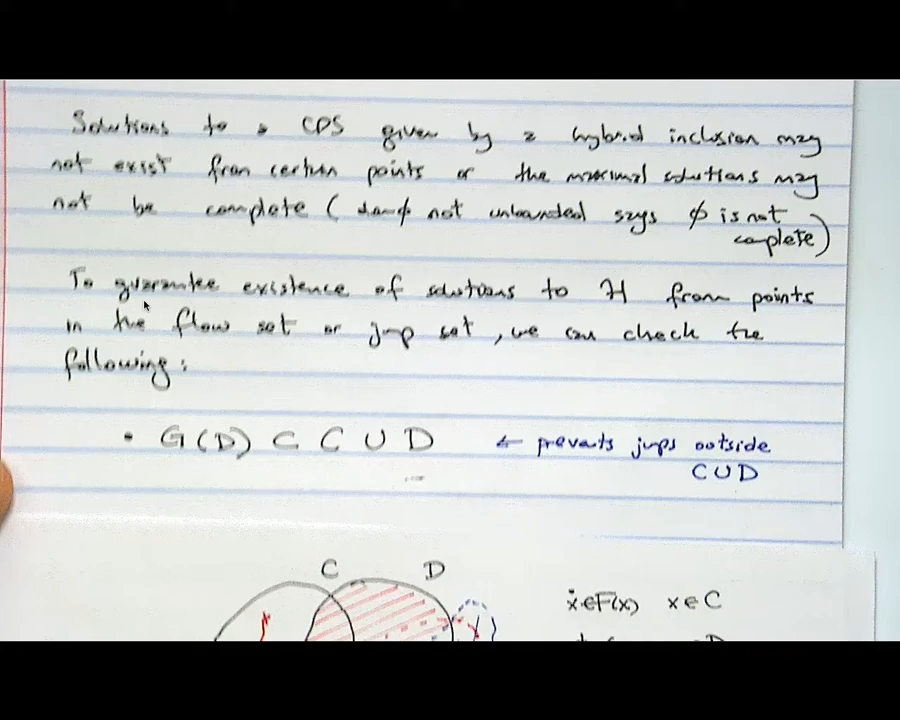 Solutions to a CPS given by a hybrid inclusion may
not exist from certain points or the maximal solutions may
not be complete ( dom ϕ not unbounded says ϕ is not
complete )
To guarantee existence of solutions to H from points
in the flow set or jump set , we can check the
following :
• G(D) ⊂ C ∪ D ← prevents jumps outside
C ∪ D
C D
ẋ ∈ F(x) x ∈ C